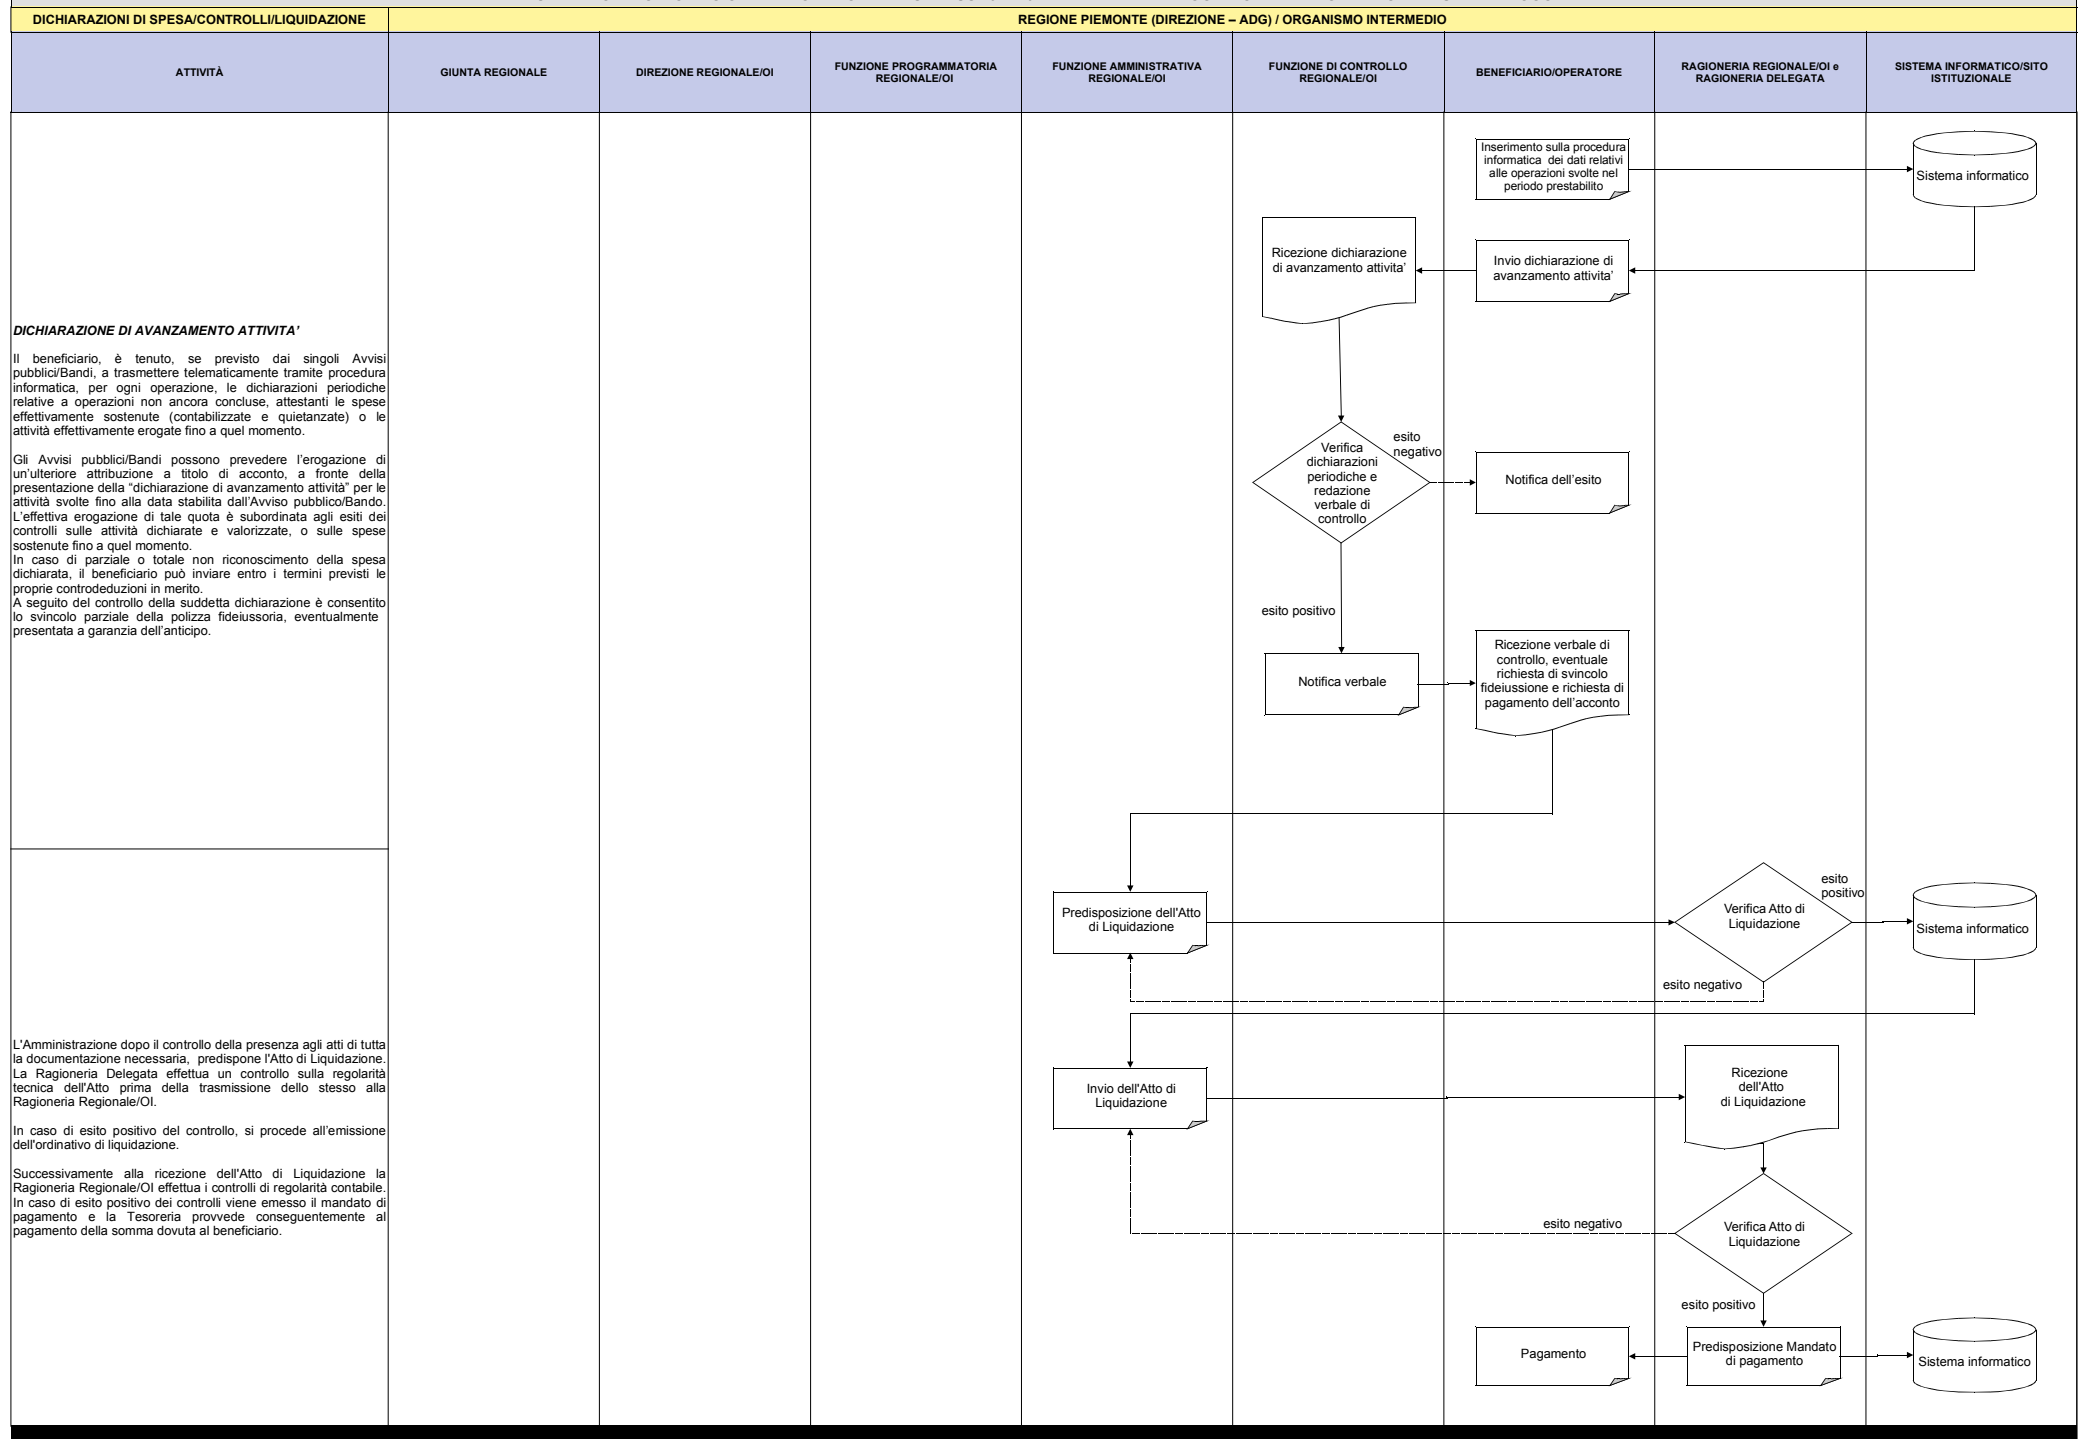 DICHIARAZIONI DI SPESA/CONTROLLI/LIQUIDAZIONE
REGIONE PIEMONTE (DIREZIONE – ADG) / ORGANISMO INTERMEDIO
ATTIVITÀ
GIUNTA REGIONALE
DIREZIONE REGIONALE/OI
FUNZIONE PROGRAMMATORIA
REGIONALE/OI
FUNZIONE AMMINISTRATIVA
REGIONALE/OI
FUNZIONE DI CONTROLLO
REGIONALE/OI
BENEFICIARIO/OPERATORE
RAGIONERIA REGIONALE/OI e
RAGIONERIA DELEGATA
SISTEMA INFORMATICO/SITO
ISTITUZIONALE
DICHIARAZIONE DI AVANZAMENTO ATTIVITA’
Il beneficiario, è tenuto, se previsto dai singoli Avvisi
pubblici/Bandi, a trasmettere telematicamente tramite procedura
informatica, per ogni operazione, le dichiarazioni periodiche
relative a operazioni non ancora concluse, attestanti le spese
effettivamente sostenute (contabilizzate e quietanzate) o le
attività effettivamente erogate fino a quel momento.
Gli Avvisi pubblici/Bandi possono prevedere l’erogazione di
un’ulteriore attribuzione a titolo di acconto, a fronte della
presentazione della “dichiarazione di avanzamento attività” per le
attività svolte fino alla data stabilita dall’Avviso pubblico/Bando.
L’effettiva erogazione di tale quota è subordinata agli esiti dei
controlli sulle attività dichiarate e valorizzate, o sulle spese
sostenute fino a quel momento.
In caso di parziale o totale non riconoscimento della spesa
dichiarata, il beneficiario può inviare entro i termini previsti le
proprie controdeduzioni in merito.
A seguito del controllo della suddetta dichiarazione è consentito
lo svincolo parziale della polizza fideiussoria, eventualmente
presentata a garanzia dell’anticipo.
Inserimento sulla procedura
informatica dei dati relativi
alle operazioni svolte nel
periodo prestabilito
Sistema informatico
Ricezione dichiarazione
di avanzamento attivita’
Invio dichiarazione di
avanzamento attivita’
Verifica
dichiarazioni
periodiche e
redazione
verbale di
controllo
esito
negativo
Notifica dell’esito
esito positivo
Notifica verbale
Ricezione verbale di
controllo, eventuale
richiesta di svincolo
fideiussione e richiesta di
pagamento dell’acconto
L'Amministrazione dopo il controllo della presenza agli atti di tutta
la documentazione necessaria, predispone l'Atto di Liquidazione.
La Ragioneria Delegata effettua un controllo sulla regolarità
tecnica dell'Atto prima della trasmissione dello stesso alla
Ragioneria Regionale/OI.
In caso di esito positivo del controllo, si procede all’emissione
dell'ordinativo di liquidazione.
Successivamente alla ricezione dell'Atto di Liquidazione la
Ragioneria Regionale/OI effettua i controlli di regolarità contabile.
In caso di esito positivo dei controlli viene emesso il mandato di
pagamento e la Tesoreria provvede conseguentemente al
pagamento della somma dovuta al beneficiario.
Predisposizione dell'Atto
di Liquidazione
Verifica Atto di
Liquidazione
esito
positivo
Sistema informatico
esito negativo
Invio dell'Atto di
Liquidazione
Ricezione
dell'Atto
di Liquidazione
esito negativo
Verifica Atto di
Liquidazione
esito positivo
Pagamento
Predisposizione Mandato
di pagamento
Sistema informatico